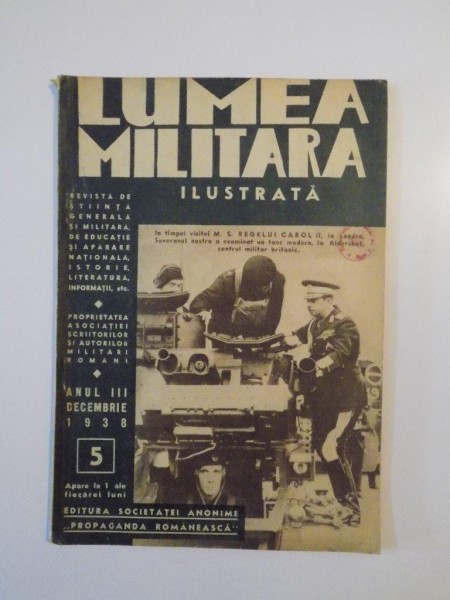 LUMEA
MILITARA
ILUSTRATĂ
REVISTA DE
ȘTIINȚĂ
GENERALĂ
ȘI MILITARĂ,
DE EDUCAȚIE
ȘI APĂRARE
NAȚIONALĂ,
ISTORIE,
LITERATURĂ,
INFORMAȚII, etc.
PROPRIETATEA
ASOCIAȚIEI
SCRIITORILOR
ȘI AUTORILOR
MILITARI
ROMANI
ANUL III
DECEMBRIE
1938
5
Apare la 1 ale
fiecărei luni
In timpul visitei M. S. REGELUI CAROL II, la Londra,
Suveranul nostru a examinat un tanc modern, la Aldershot,
centrul militar britanic.
EDITURA SOCIETATEI ANONIME
„PROPAGANDA ROMÂNEASCĂ"